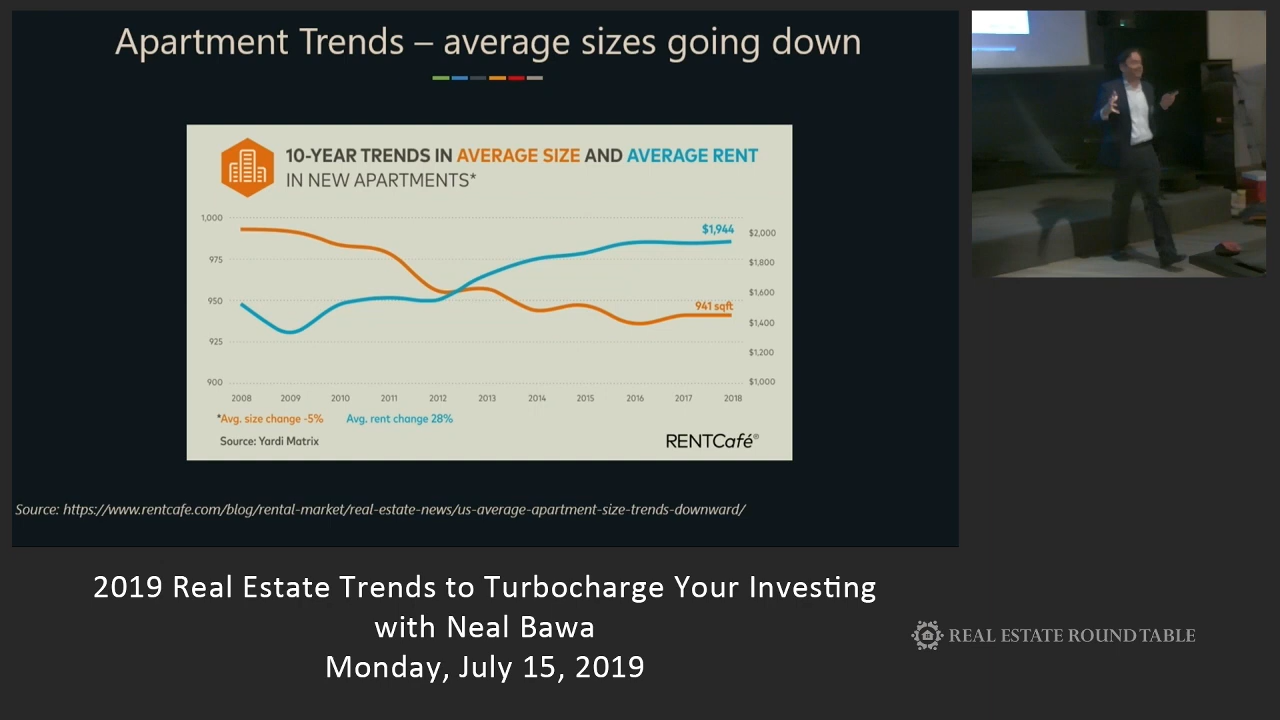 Apartment Trends – average sizes going down
10-YEAR TRENDS IN AVERAGE SIZE AND AVERAGE RENT
IN NEW APARTMENTS*
1,000
975
950
925
900
$1,944
941 sqft
$2,000
$1,800
$1,600
$1,400
$1,200
$1,000
2008 2009 2010 2011 2012 2013 2014 2015 2016 2017 2018
*Avg. size change -5% Avg. rent change 28%
Source: Yardi Matrix
RENTCafé®
Source: https://www.rentcafe.com/blog/rental-market/real-estate-news/us-average-apartment-size-trends-downward/
2019 Real Estate Trends to Turbocharge Your Investing
with Neal Bawa
Monday, July 15, 2019
REAL ESTATE ROUND TABLE